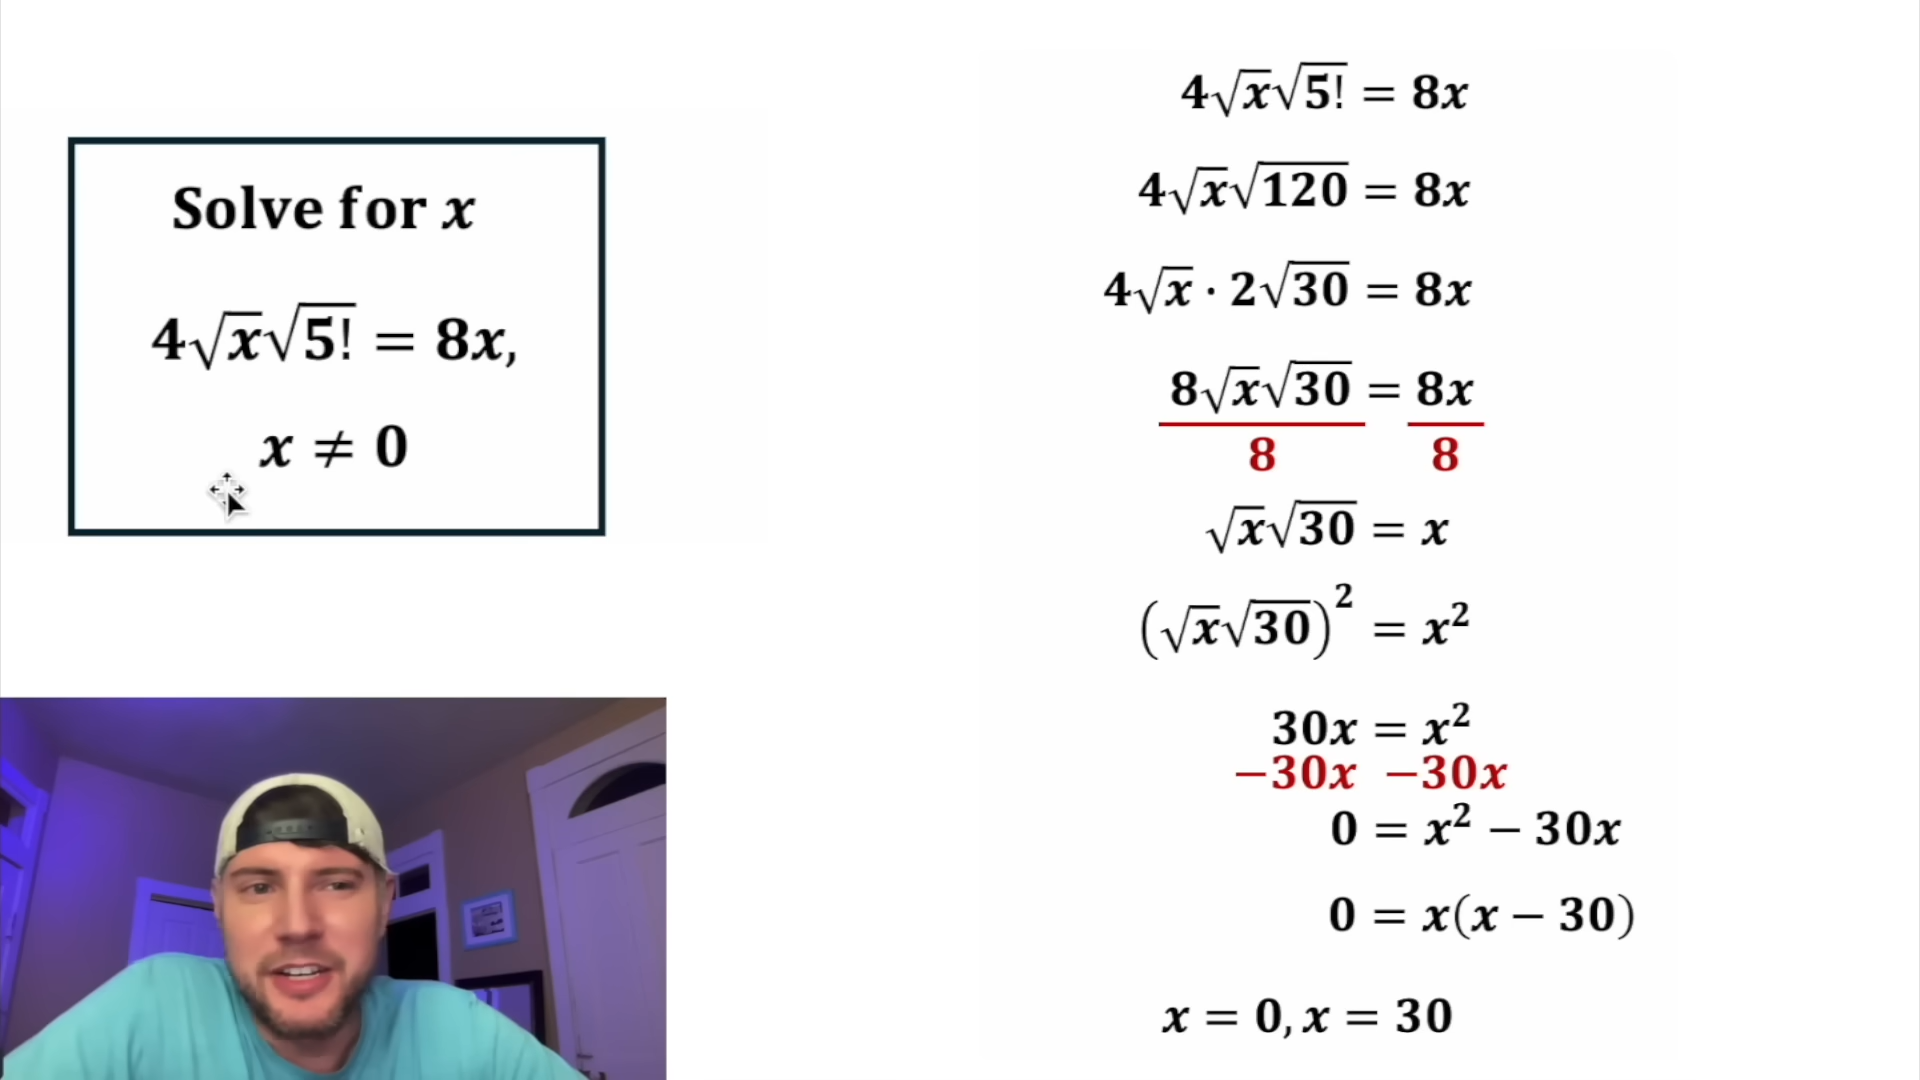 Solve for x
4√x√5! = 8x,
x ≠ 0
4√x√5! = 8x
4√x√120 = 8x
4√x · 2√30 = 8x
8√x√30 = 8x
8 8
√x√30 = x
(√x√30)² = x²
30x = x²
−30x −30x
0 = x² − 30x
0 = x(x − 30)
x = 0, x = 30